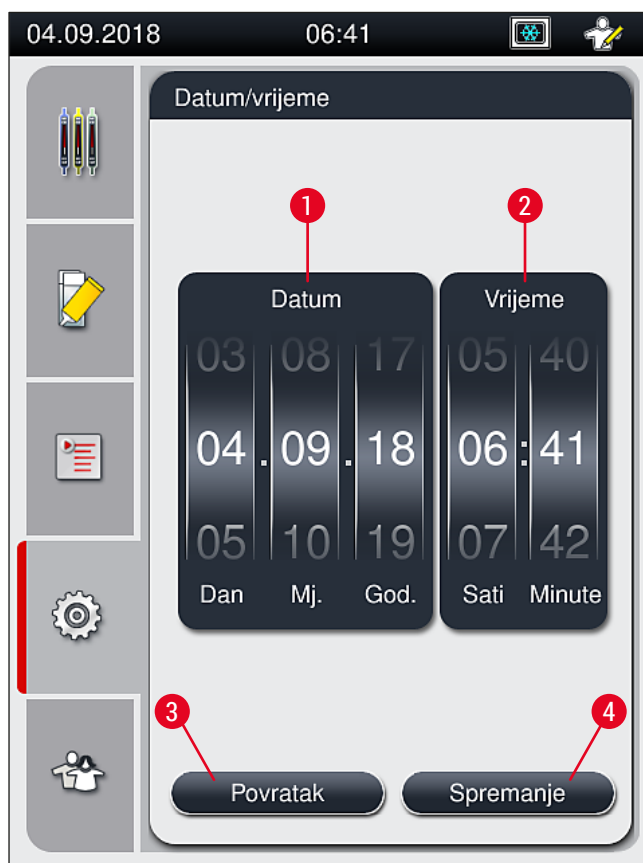 04.09.2018 06:41
Datum/vrijeme
1 2
Datum Vrijeme
03 08 17 05 40
04 . 09 . 18 06 : 41
05 10 19 07 42
Dan Mj. God. Sati Minute
3 4
Povratak Spremanje